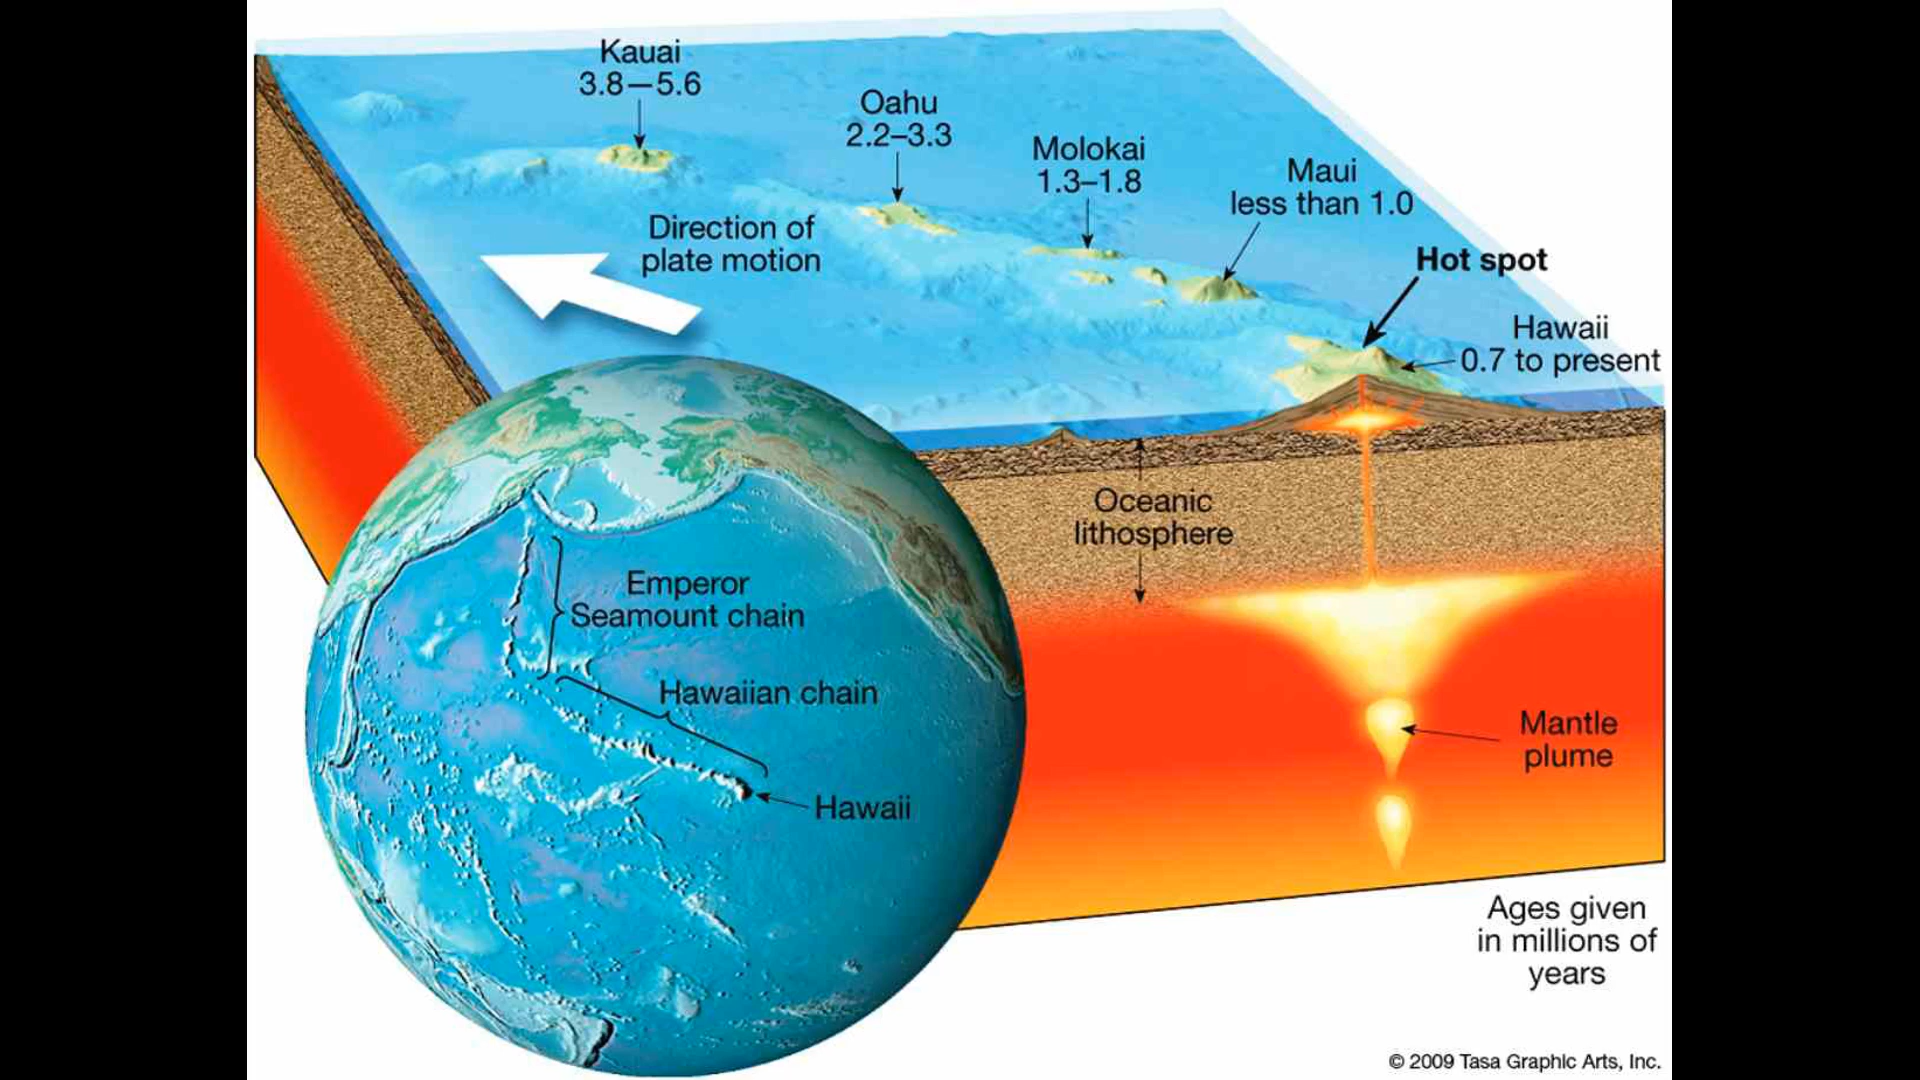 Kauai
3.8–5.6
Oahu
2.2–3.3
Molokai
1.3–1.8
Maui
less than 1.0
Direction of
plate motion
Hot spot
Hawaii
0.7 to present
Oceanic
lithosphere
Emperor
Seamount chain
Hawaiian chain
Hawaii
Mantle
plume
Ages given
in millions of
years
© 2009 Tasa Graphic Arts, Inc.